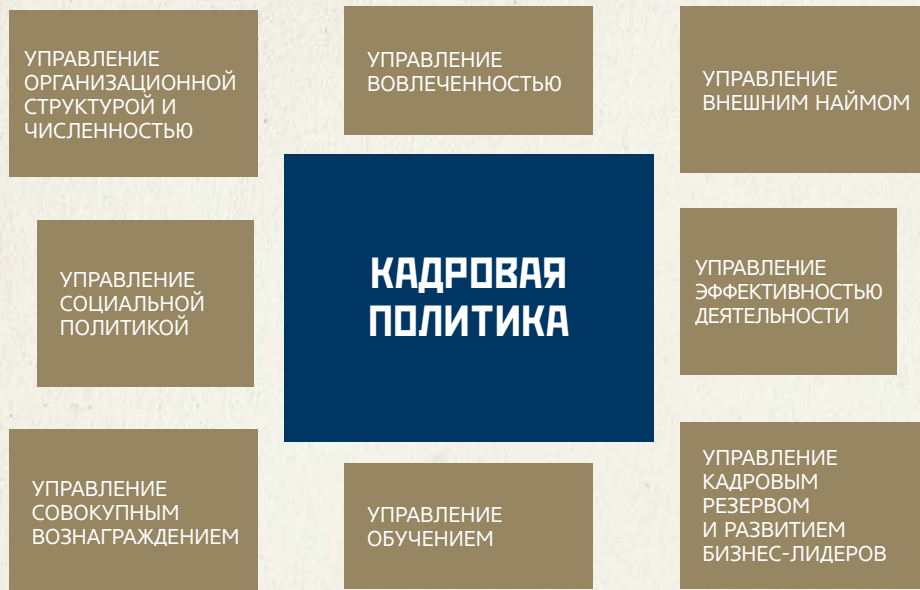 УПРАВЛЕНИЕ
ОРГАНИЗАЦИОННОЙ
СТРУКТУРОЙ И
ЧИСЛЕННОСТЬЮ
УПРАВЛЕНИЕ
ВОВЛЕЧЕННОСТЬЮ
УПРАВЛЕНИЕ
ВНЕШНИМ НАЙМОМ
УПРАВЛЕНИЕ
СОЦИАЛЬНОЙ
ПОЛИТИКОЙ
КАДРОВАЯ
ПОЛИТИКА
УПРАВЛЕНИЕ
ЭФФЕКТИВНОСТЬЮ
ДЕЯТЕЛЬНОСТИ
УПРАВЛЕНИЕ
СОВОКУПНЫМ
ВОЗНАГРАЖДЕНИЕМ
УПРАВЛЕНИЕ
ОБУЧЕНИЕМ
УПРАВЛЕНИЕ
КАДРОВЫМ
РЕЗЕРВОМ
И РАЗВИТИЕМ
БИЗНЕС-ЛИДЕРОВ